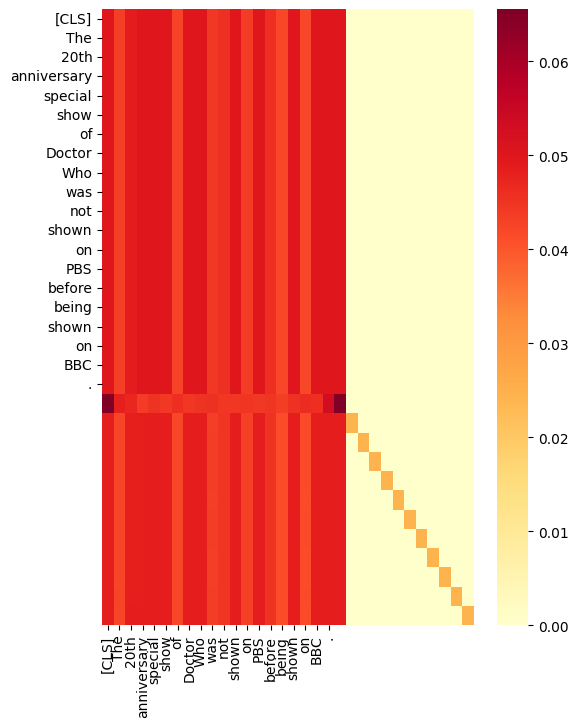 [CLS]
The
20th
anniversary
special
show
of
Doctor
Who
was
not
shown
on
PBS
before
being
shown
on
BBC
.
[CLS]
The
20th
anniversary
special
show
of
Doctor
Who
was
not
shown
on
PBS
before
being
shown
on
BBC
.
0.06
0.05
0.04
0.03
0.02
0.01
0.00